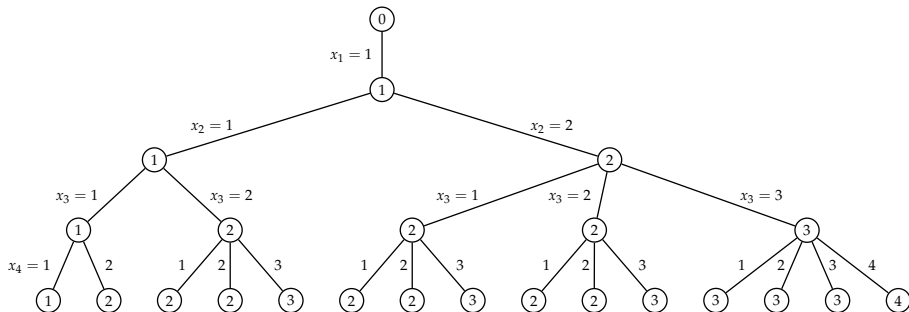 0
x₁ = 1
1
x₂ = 1 x₂ = 2
1 2
x₃ = 1 x₃ = 2 x₃ = 1 x₃ = 2 x₃ = 3
1 2 2 2 3
x₄ = 1 2 1 2 3 1 2 3 1 2 3 1 2 3 4
1 2 2 2 3 2 2 3 2 2 3 3 3 3 4